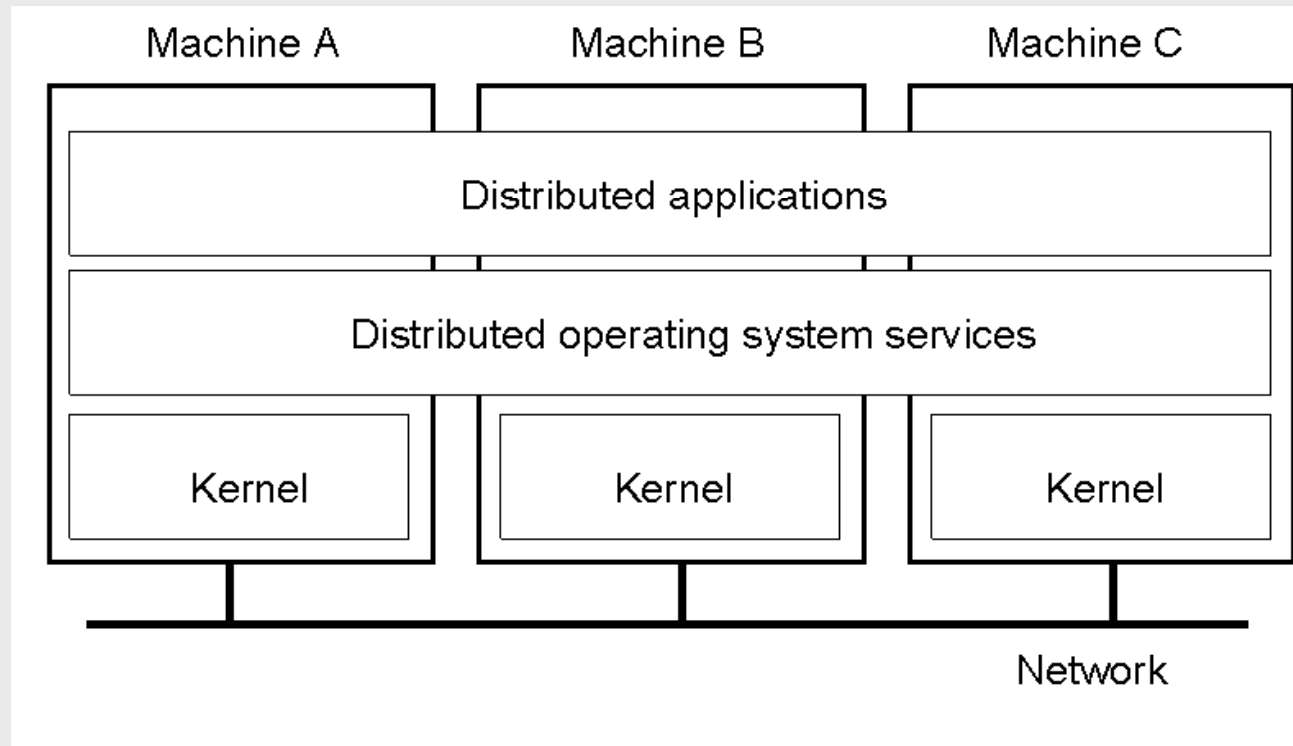 Machine A
Machine B
Machine C
Distributed applications
Distributed operating system services
Kernel
Kernel
Kernel
Network